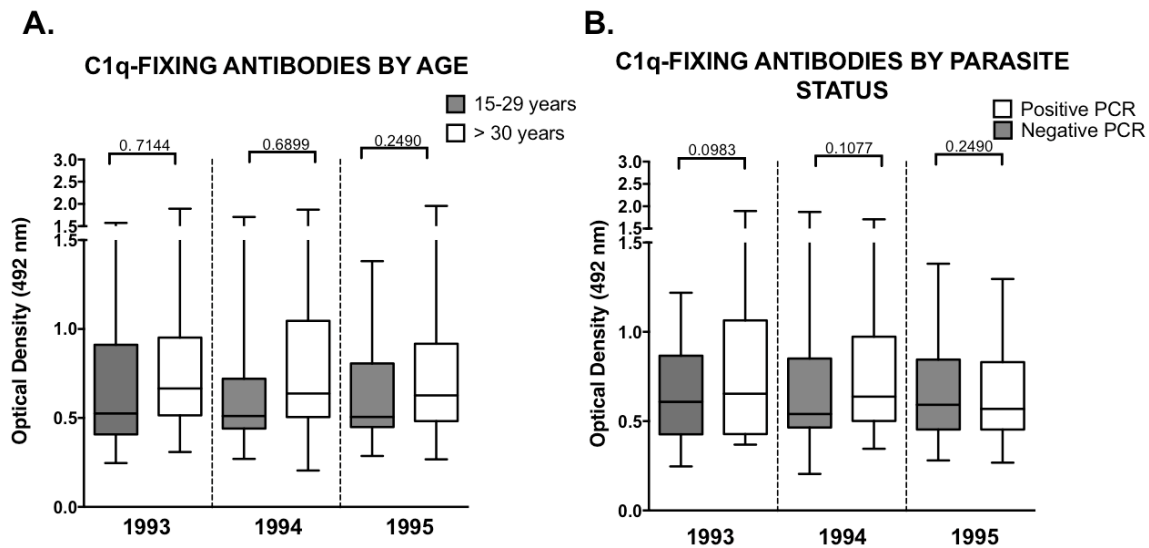 A.
C1q-FIXING ANTIBODIES BY AGE
15-29 years
> 30 years
0. 7144
0.6899
0.2490
3.0
2.5
2.0
1.5
1.5
1.0
0.5
0.0
Optical Density (492 nm)
1993
1994
1995
B.
C1q-FIXING ANTIBODIES BY PARASITE
STATUS
Positive PCR
Negative PCR
0.0983
0.1077
0.2490
3.0
2.5
2.0
1.5
1.5
1.0
0.5
0.0
Optical Density (492 nm)
1993
1994
1995